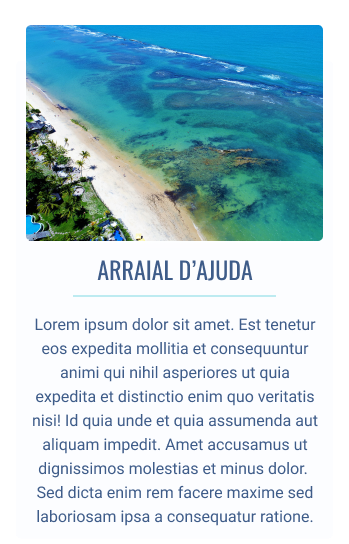 ARRAIAL D’AJUDA
Lorem ipsum dolor sit amet. Est tenetur
eos expedita mollitia et consequuntur
animi qui nihil asperiores ut quia
expedita et distinctio enim quo veritatis
nisi! Id quia unde et quia assumenda aut
aliquam impedit. Amet accusamus ut
dignissimos molestias et minus dolor.
Sed dicta enim rem facere maxime sed
laboriosam ipsa a consequatur ratione.